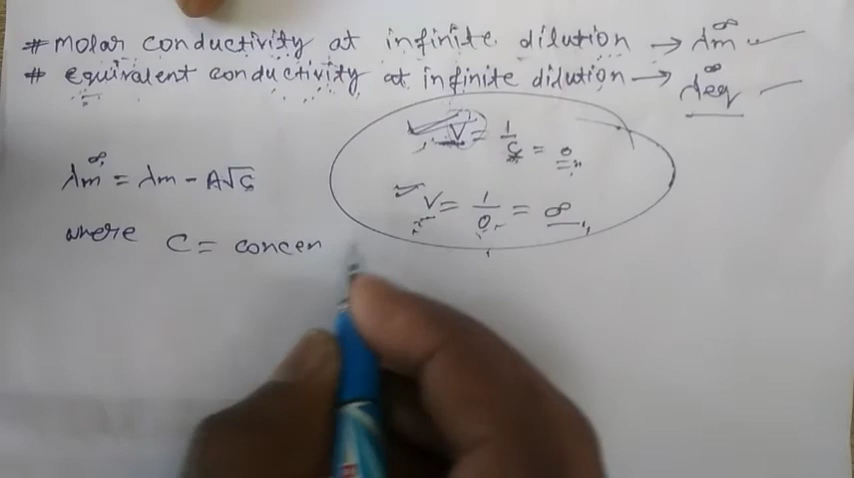 # Molar conductivity at infinite dilution → λm^∞
# equivalent conductivity at infinite dilution → λeq^∞
V = 1/C = 0
V = 1/0 = ∞
λm^∞ = λm - A√C
where C = concen